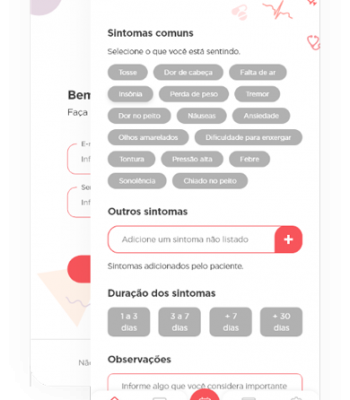 Sintomas comuns
Selecione o que você está sentindo.
Tosse
Dor de cabeça
Falta de ar
Insônia
Perda de peso
Tremor
Dor no peito
Náuseas
Ansiedade
Olhos amarelados
Dificuldade para enxergar
Tontura
Pressão alta
Febre
Sonolência
Chiado no peito
Outros sintomas
Adicione um sintoma não listado
+
Sintomas adicionados pelo paciente.
Duração dos sintomas
1 a 3
dias
3 a 7
dias
+ 7
dias
+ 30
dias
Observações
Informe algo que você considera importante
Ben
Faça
E-
Inf
Se
Inf
Nã